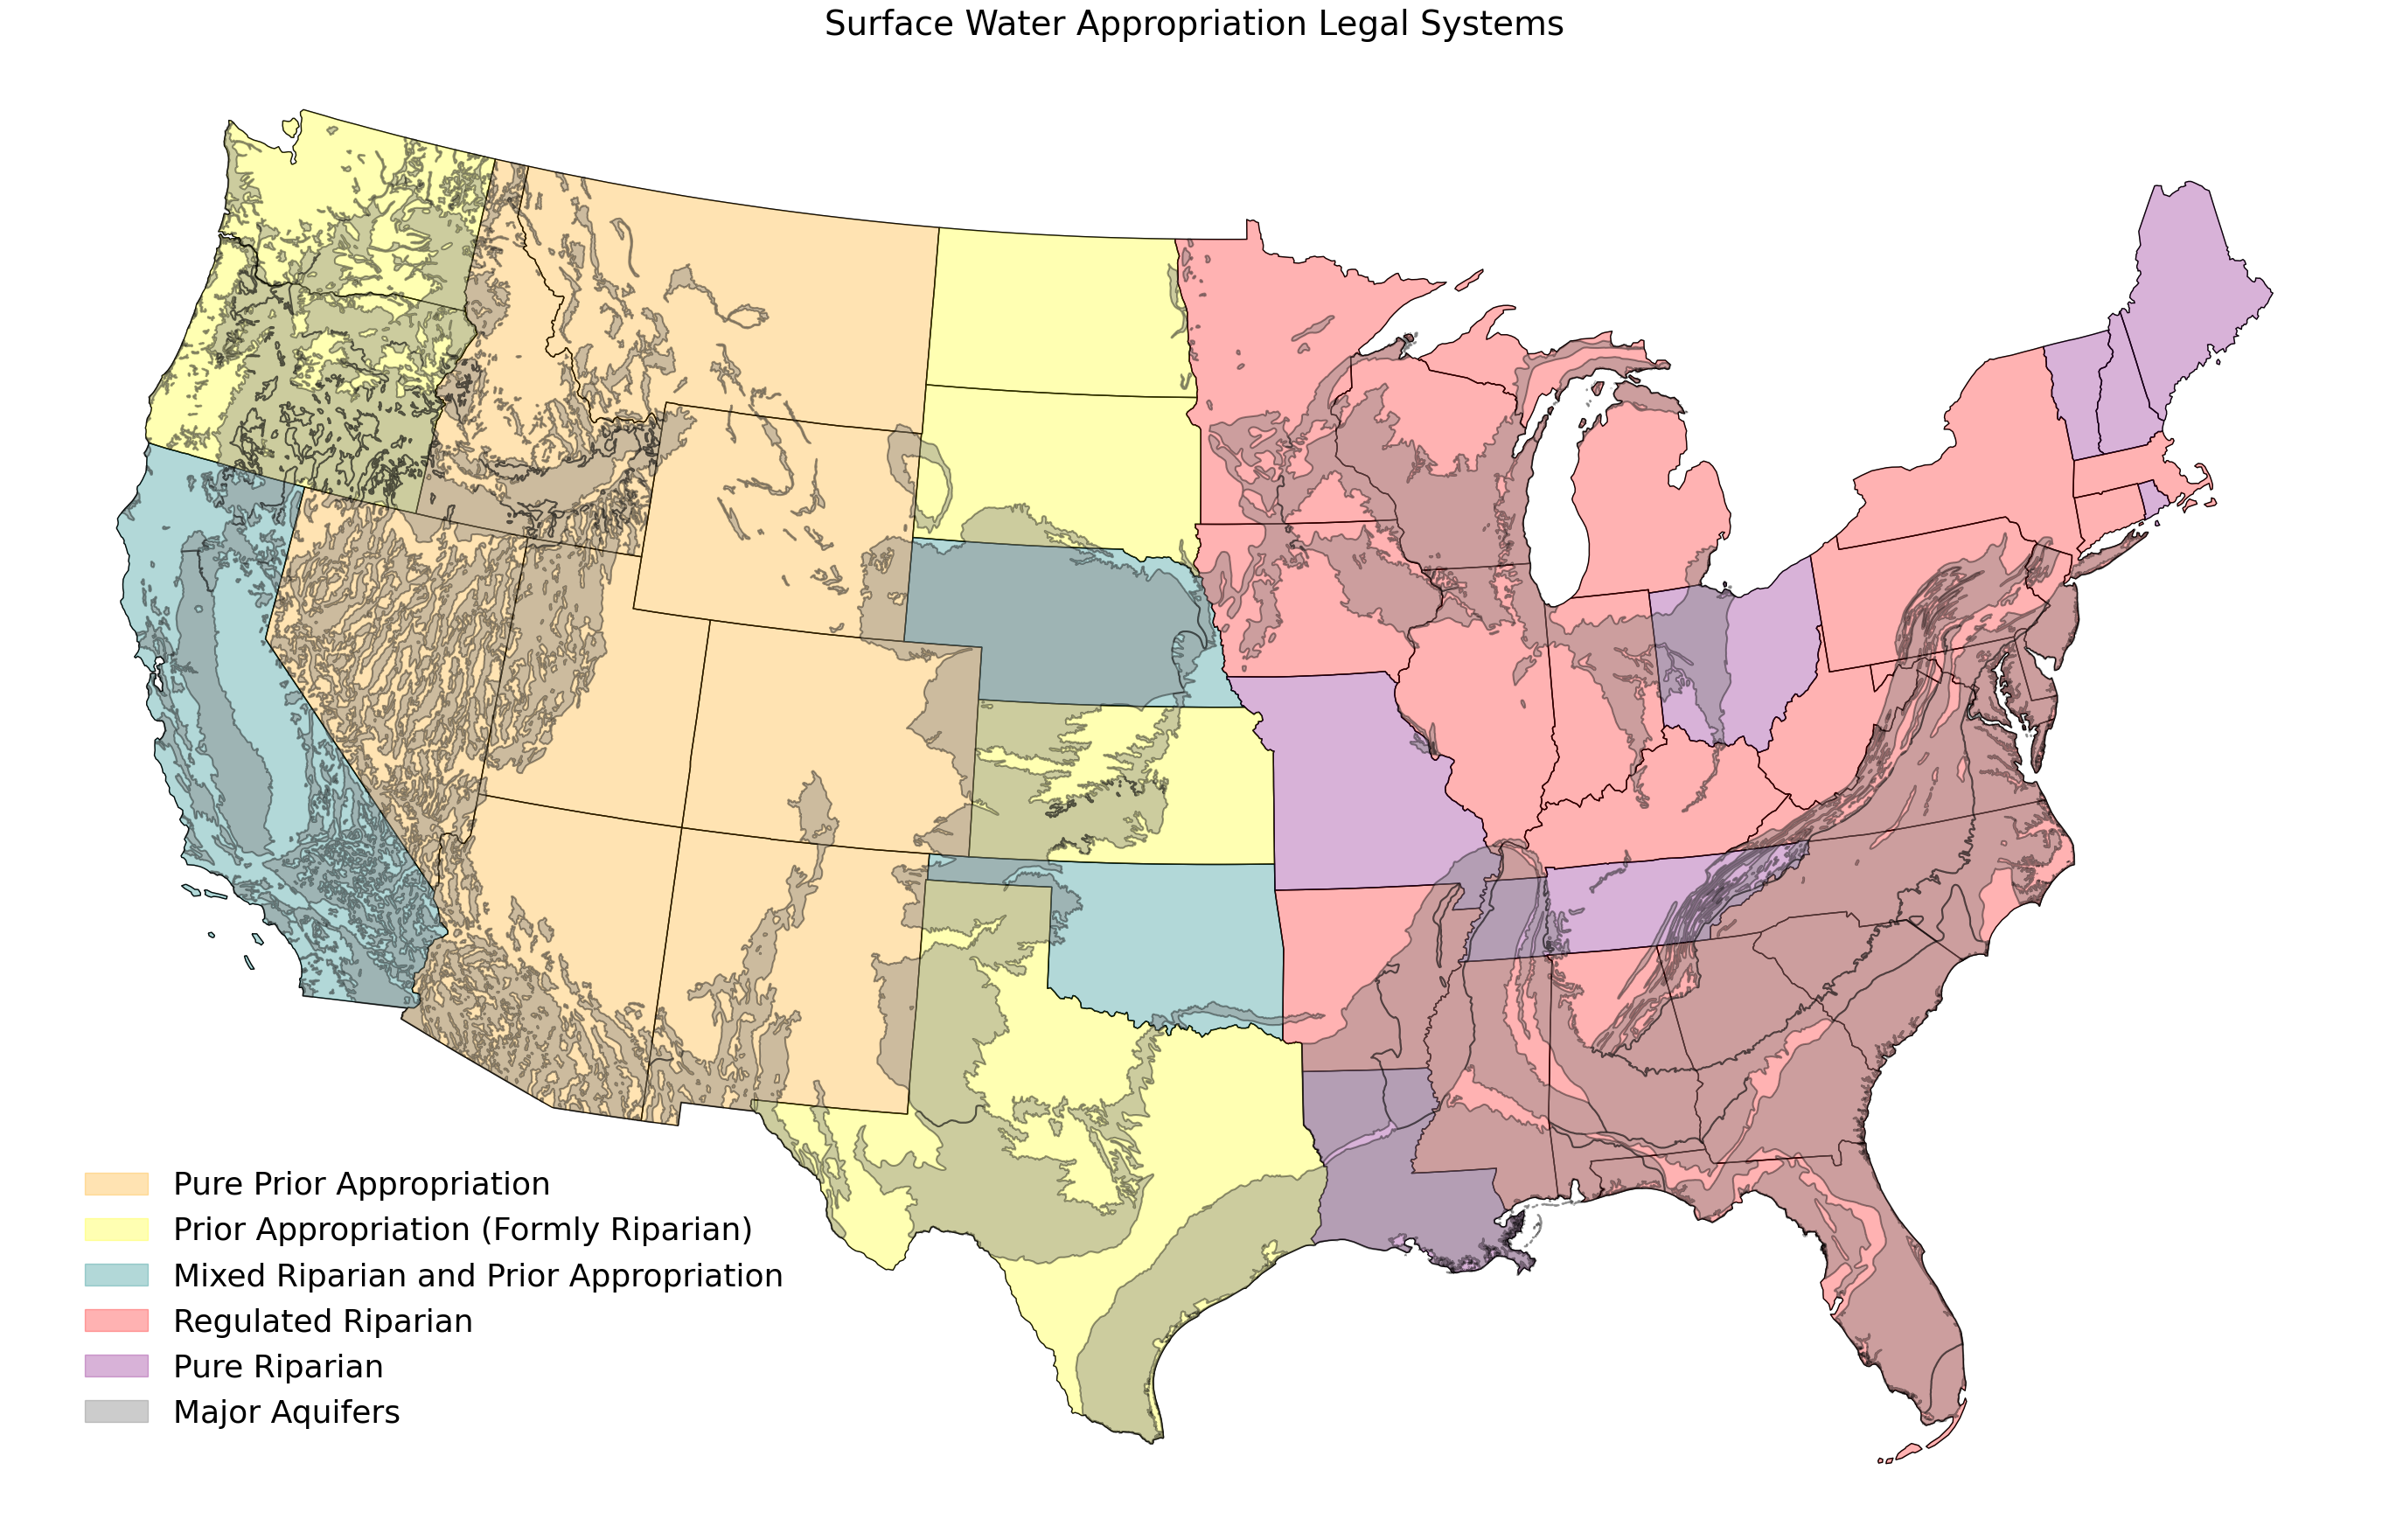 Surface Water Appropriation Legal Systems
Pure Prior Appropriation
Prior Appropriation (Formly Riparian)
Mixed Riparian and Prior Appropriation
Regulated Riparian
Pure Riparian
Major Aquifers